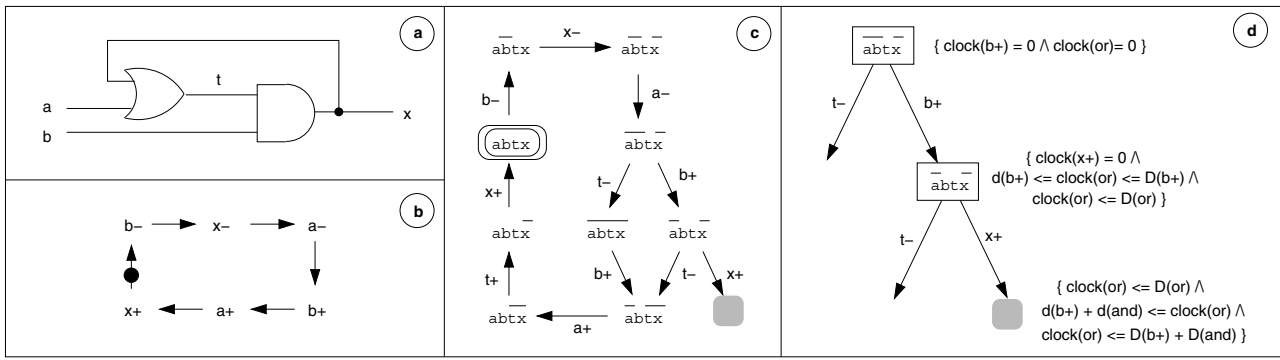 a
t
a
x
b
b
b− x− a−
x+ a+ b+
c
x−
abtx abtx
b− a−
abtx abtx
x+ t− b+
abtx abtx abtx
t+ b+ t− x+
abtx abtx
a+
d
abtx { clock(b+) = 0 /\ clock(or)= 0 }
t− b+
abtx
{ clock(x+) = 0 /\
d(b+) <= clock(or) <= D(b+) /\
clock(or) <= D(or) }
t− x+
{ clock(or) <= D(or) /\
d(b+) + d(and) <= clock(or) /\
clock(or) <= D(b+) + D(and) }